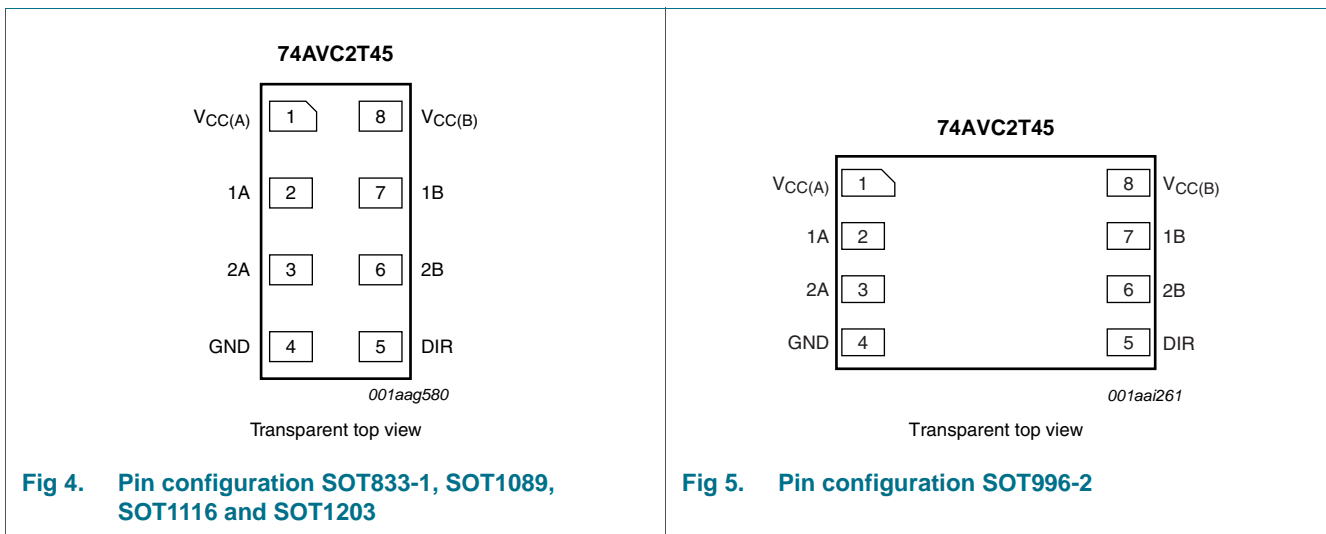 74AVC2T45
VCC(A) 1 8 VCC(B)
1A 2 7 1B
2A 3 6 2B
GND 4 5 DIR
001aag580
Transparent top view
Fig 4. Pin configuration SOT833-1, SOT1089,
SOT1116 and SOT1203
74AVC2T45
VCC(A) 1 8 VCC(B)
1A 2 7 1B
2A 3 6 2B
GND 4 5 DIR
001aai261
Transparent top view
Fig 5. Pin configuration SOT996-2